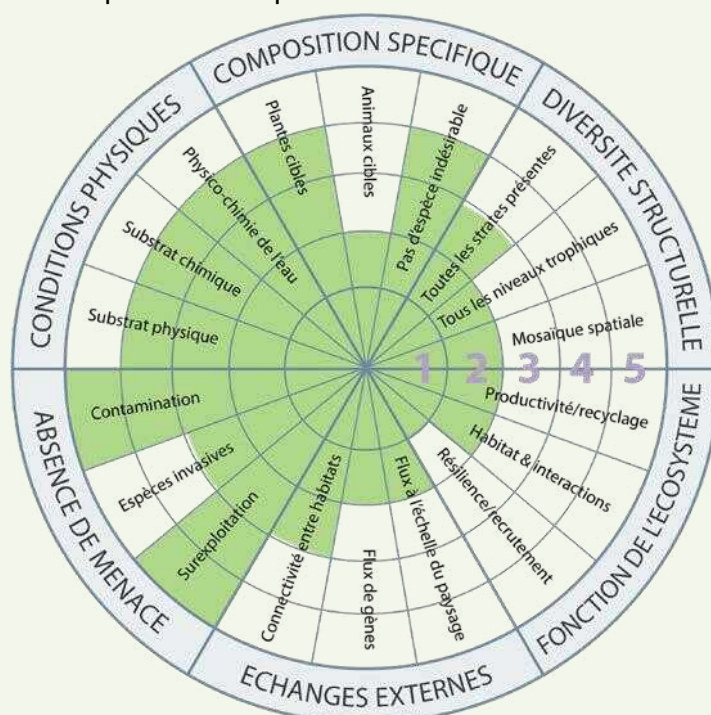 COMPOSITION SPECIFIQUE
DIVERSITE STRUCTURELLE
FONCTION DE L'ECOSYSTEME
ECHANGES EXTERNES
ABSENCE DE MENACE
CONDITIONS PHYSIQUES
Plantes cibles
Animaux cibles
Pas d'espèce indésirable
Toutes les strates présentes
Tous les niveaux trophiques
Mosaïque spatiale
Productivité/recyclage
Habitat & interactions
Résilience/recrutement
Flux à l'échelle du paysage
Flux de gènes
Connectivité entre habitats
Surexploitation
Espèces invasives
Contamination
Substrat physique
Substrat chimique
Physico-chimie de l'eau
1 2 3 4 5